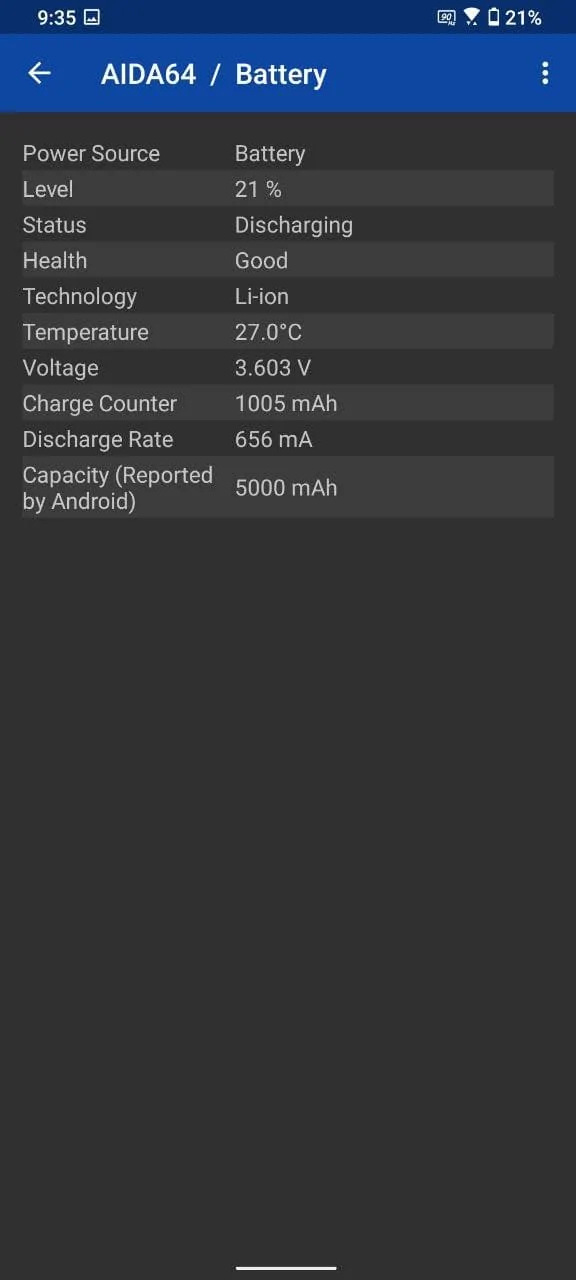 9:35 90Hz 21%
AIDA64 / Battery
Power Source Battery
Level 21 %
Status Discharging
Health Good
Technology Li-ion
Temperature 27.0°C
Voltage 3.603 V
Charge Counter 1005 mAh
Discharge Rate 656 mA
Capacity (Reported
by Android) 5000 mAh